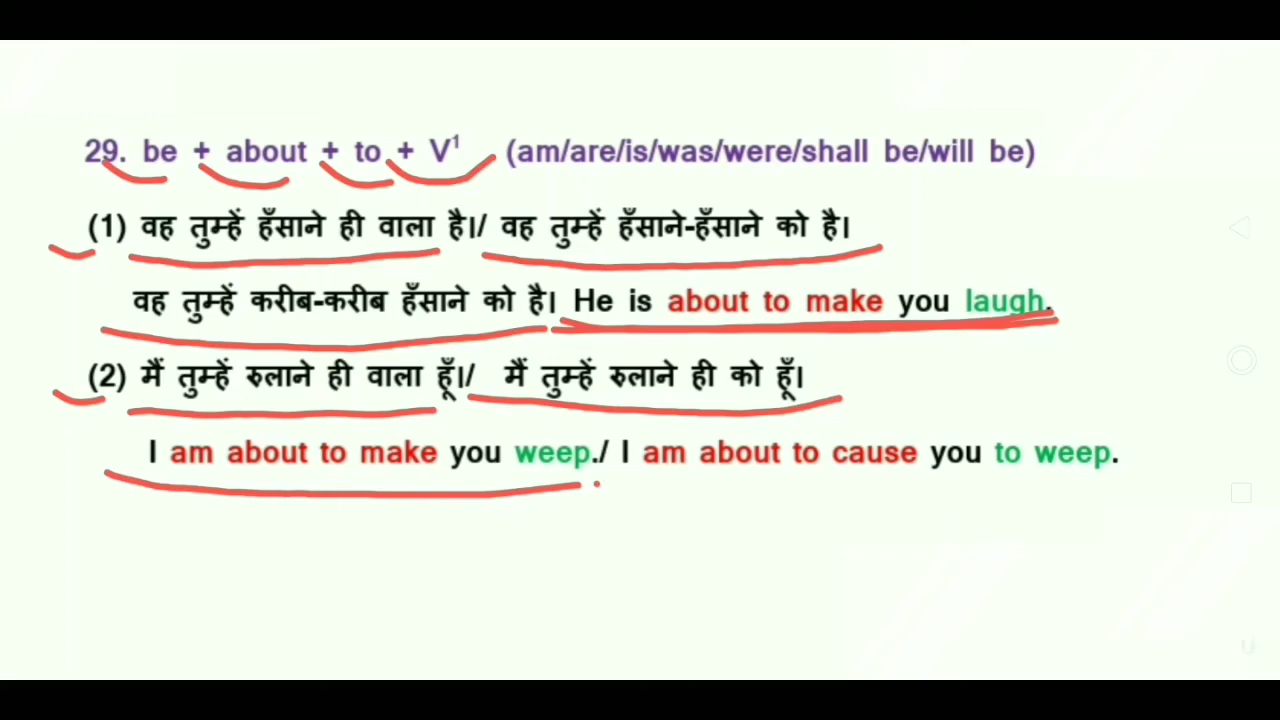 29. be + about + to + V¹ (am/are/is/was/were/shall be/will be)
(1) वह तुम्हें हँसाने ही वाला है।/ वह तुम्हें हँसाने-हँसाने को है।
वह तुम्हें करीब-करीब हँसाने को है। He is about to make you laugh.
(2) मैं तुम्हें रुलाने ही वाला हूँ।/ मैं तुम्हें रुलाने ही को हूँ।
I am about to make you weep./ I am about to cause you to weep.